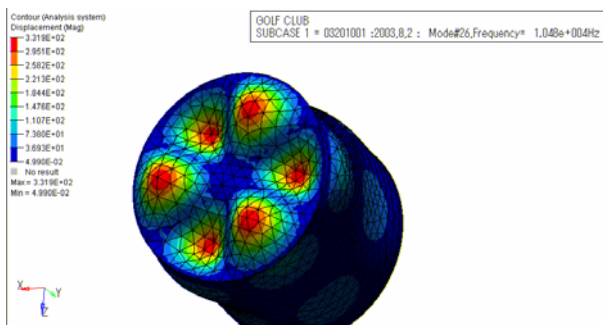 Contour (Analysis system)
Displacement (Mag)
3.319E+02
2.951E+02
2.582E+02
2.213E+02
1.844E+02
1.476E+02
1.107E+02
7.380E+01
3.693E+01
4.990E-02
No result
Max = 3.319E+02
Min = 4.990E-02
GOLF CLUB
SUBCASE 1 = 03201001 :2003,8,2 : Mode#26,Frequency= 1.048e+004Hz
X
Y
Z